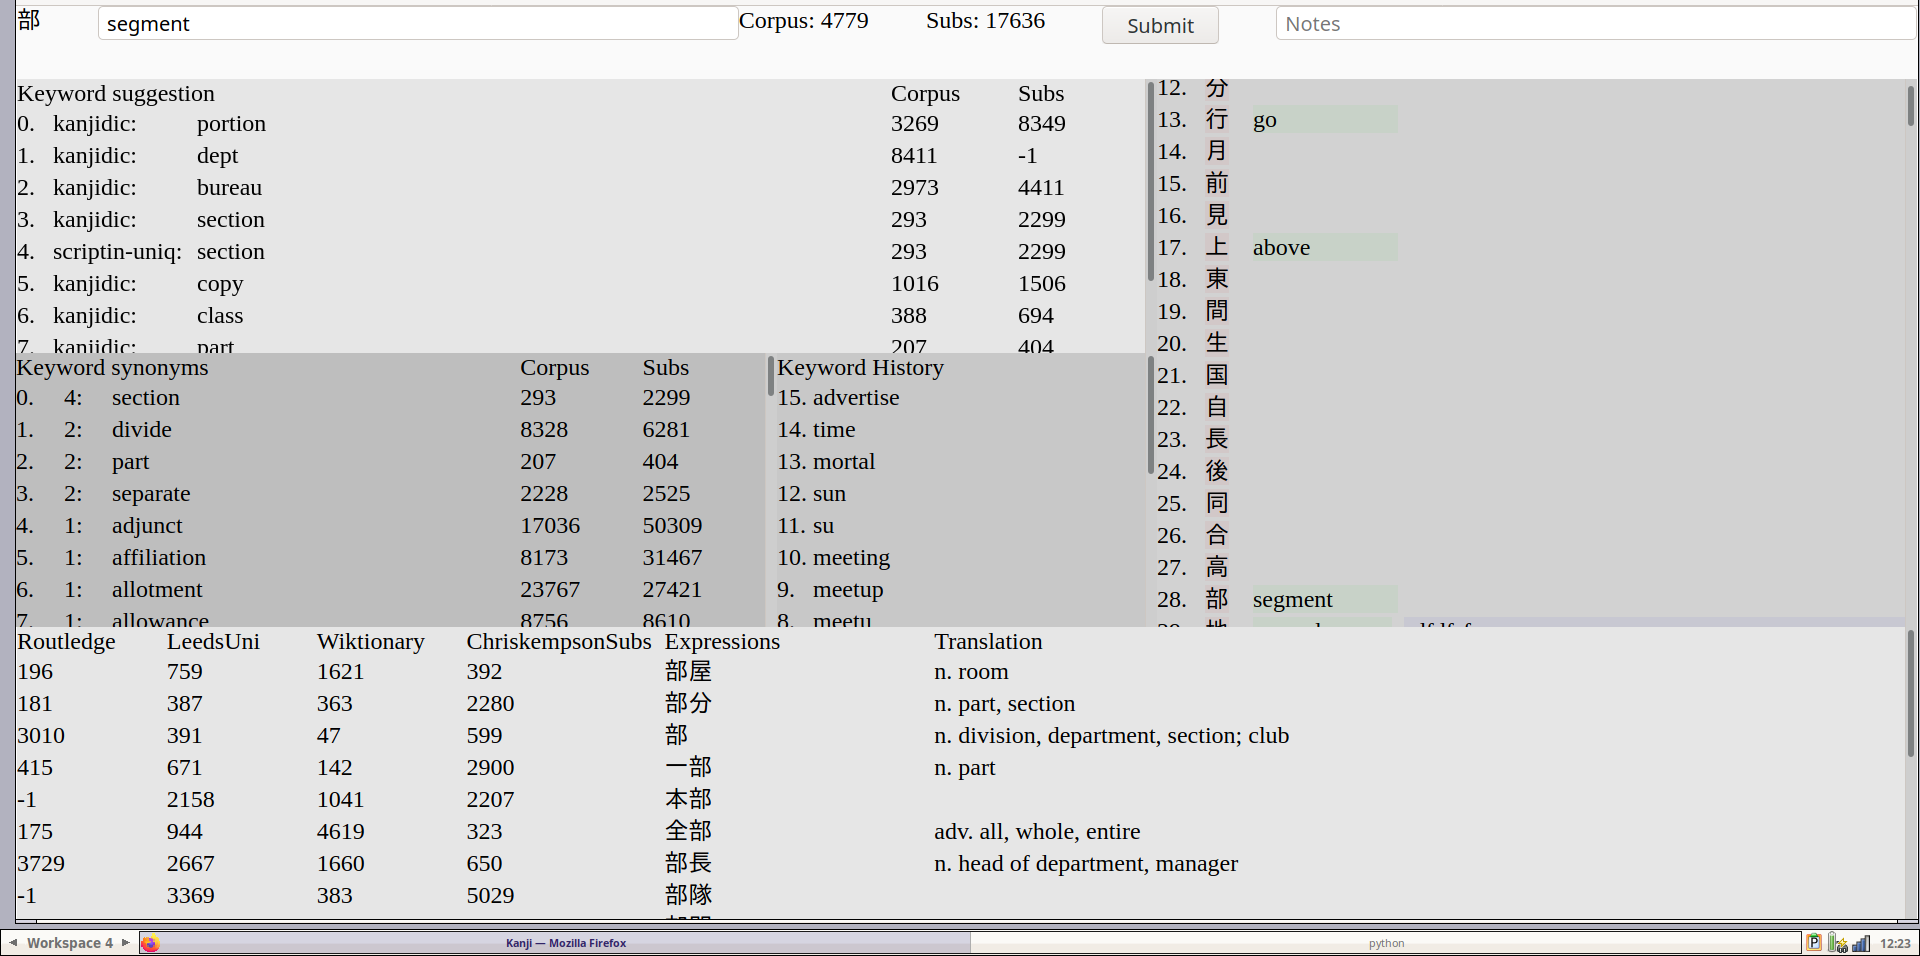 部 segment Corpus: 4779 Subs: 17636 Submit Notes
Keyword suggestion Corpus Subs
0. kanjidic: portion 3269 8349
1. kanjidic: dept 8411 -1
2. kanjidic: bureau 2973 4411
3. kanjidic: section 293 2299
4. scriptin-uniq: section 293 2299
5. kanjidic: copy 1016 1506
6. kanjidic: class 388 694
7. kanjidic: part 207 404
Keyword synonyms Corpus Subs
0. 4: section 293 2299
1. 2: divide 8328 6281
2. 2: part 207 404
3. 2: separate 2228 2525
4. 1: adjunct 17036 50309
5. 1: affiliation 8173 31467
6. 1: allotment 23767 27421
7. 1: allowance 8756 8610
Keyword History
15. advertise
14. time
13. mortal
12. sun
11. su
10. meeting
9. meetup
8. meetu
12. 分
13. 行 go
14. 月
15. 前
16. 見
17. 上 above
18. 東
19. 間
20. 生
21. 国
22. 自
23. 長
24. 後
25. 同
26. 合
27. 高
28. 部 segment
Routledge LeedsUni Wiktionary ChriskempsonSubs Expressions Translation
196 759 1621 392 部屋 n. room
181 387 363 2280 部分 n. part, section
3010 391 47 599 部 n. division, department, section; club
415 671 142 2900 一部 n. part
-1 2158 1041 2207 本部
175 944 4619 323 全部 adv. all, whole, entire
3729 2667 1660 650 部長 n. head of department, manager
-1 3369 383 5029 部隊
Workspace 4 Kanji — Mozilla Firefox python 12:23